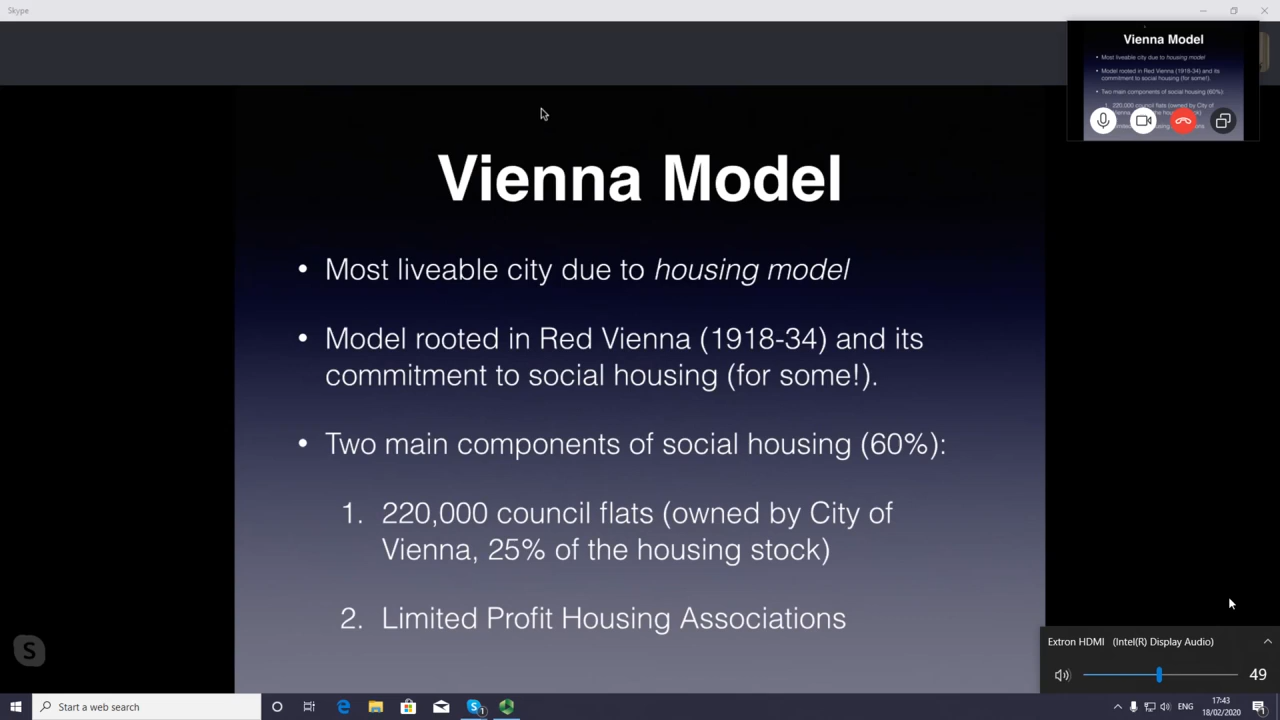 Skype
Vienna Model
• Most liveable city due to housing model
• Model rooted in Red Vienna (1918-34) and its
commitment to social housing (for some!).
• Two main components of social housing (60%):
1. 220,000 council flats (owned by City of
Vienna, 25% of the housing stock)
2. Limited Profit Housing Associations
Vienna Model
• Most liveable city due to housing model
• Model rooted in Red Vienna (1918-34) and its
commitment to social housing (for some!).
• Two main components of social housing (60%):
1. 220,000 council flats (owned by City of
S
Extron HDMI (Intel(R) Display Audio)
49
Start a web search
1
ENG
17:43
18/02/2020
1